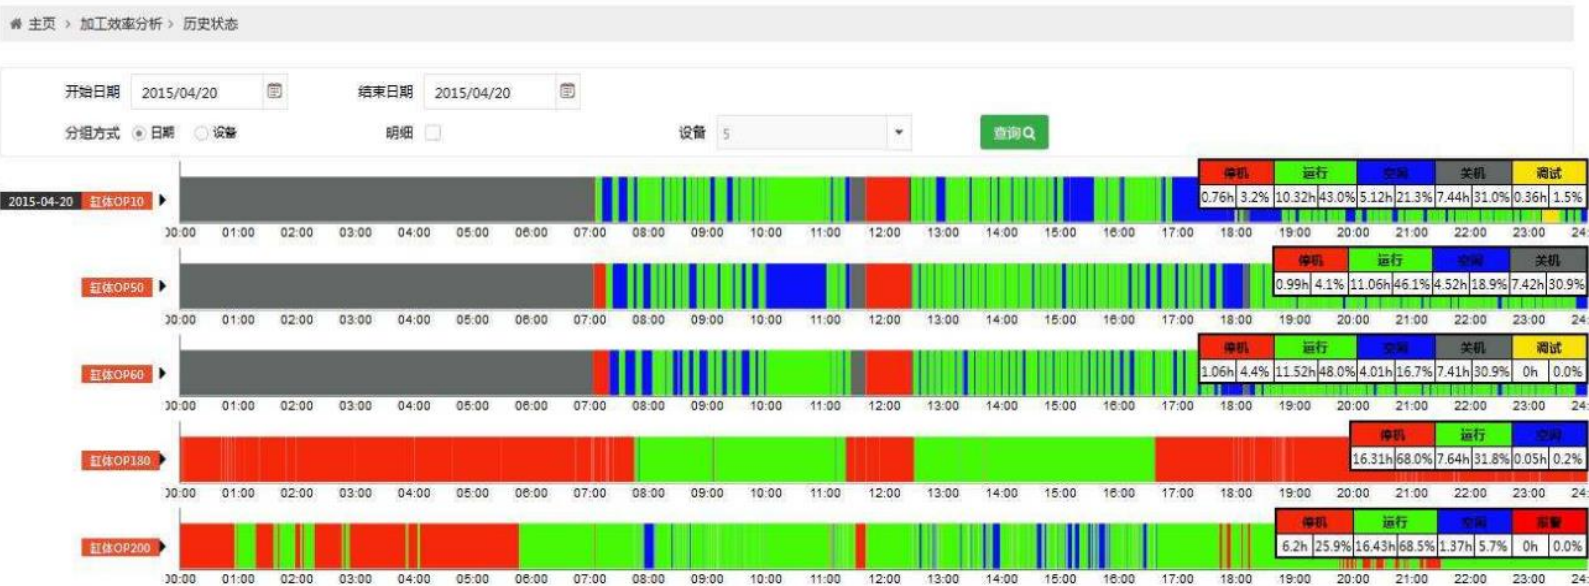 主页 > 加工效率分析 > 历史状态
开始日期 2015/04/20 结束日期 2015/04/20
分组方式 日期 设备 明细 设备 5 查询
停机 运行 空闲 关机 调试
0.76h 3.2% 10.32h 43.0% 5.12h 21.3% 7.44h 31.0% 0.36h 1.5%
2015-04-20 缸体OP10
00:00 01:00 02:00 03:00 04:00 05:00 06:00 07:00 08:00 09:00 10:00 11:00 12:00 13:00 14:00 15:00 16:00 17:00 18:00 19:00 20:00 21:00 22:00 23:00 24:
停机 运行 空闲 关机
0.99h 4.1% 11.06h 46.1% 4.52h 18.9% 7.42h 30.9%
缸体OP50
00:00 01:00 02:00 03:00 04:00 05:00 06:00 07:00 08:00 09:00 10:00 11:00 12:00 13:00 14:00 15:00 16:00 17:00 18:00 19:00 20:00 21:00 22:00 23:00 24:
停机 运行 空闲 关机 调试
1.06h 4.4% 11.52h 48.0% 4.01h 16.7% 7.41h 30.9% 0h 0.0%
缸体OP60
00:00 01:00 02:00 03:00 04:00 05:00 06:00 07:00 08:00 09:00 10:00 11:00 12:00 13:00 14:00 15:00 16:00 17:00 18:00 19:00 20:00 21:00 22:00 23:00 24:
停机 运行 空闲
16.31h 68.0% 7.64h 31.8% 0.05h 0.2%
缸体OP180
00:00 01:00 02:00 03:00 04:00 05:00 06:00 07:00 08:00 09:00 10:00 11:00 12:00 13:00 14:00 15:00 16:00 17:00 18:00 19:00 20:00 21:00 22:00 23:00 24:
停机 运行 空闲 报警
6.2h 25.9% 16.43h 68.5% 1.37h 5.7% 0h 0.0%
缸体OP200
00:00 01:00 02:00 03:00 04:00 05:00 06:00 07:00 08:00 09:00 10:00 11:00 12:00 13:00 14:00 15:00 16:00 17:00 18:00 19:00 20:00 21:00 22:00 23:00 24: